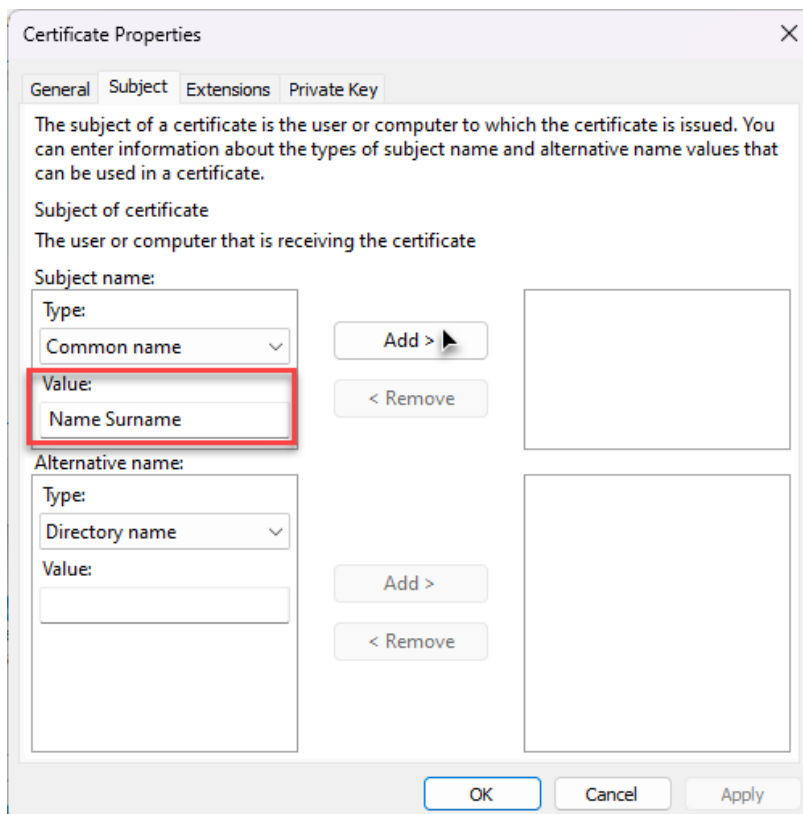 Certificate Properties
General Subject Extensions Private Key
The subject of a certificate is the user or computer to which the certificate is issued. You
can enter information about the types of subject name and alternative name values that
can be used in a certificate.
Subject of certificate
The user or computer that is receiving the certificate
Subject name:
Type:
Common name
Add >
Value:
< Remove
Name Surname
Alternative name:
Type:
Directory name
Value:
Add >
< Remove
OK Cancel Apply